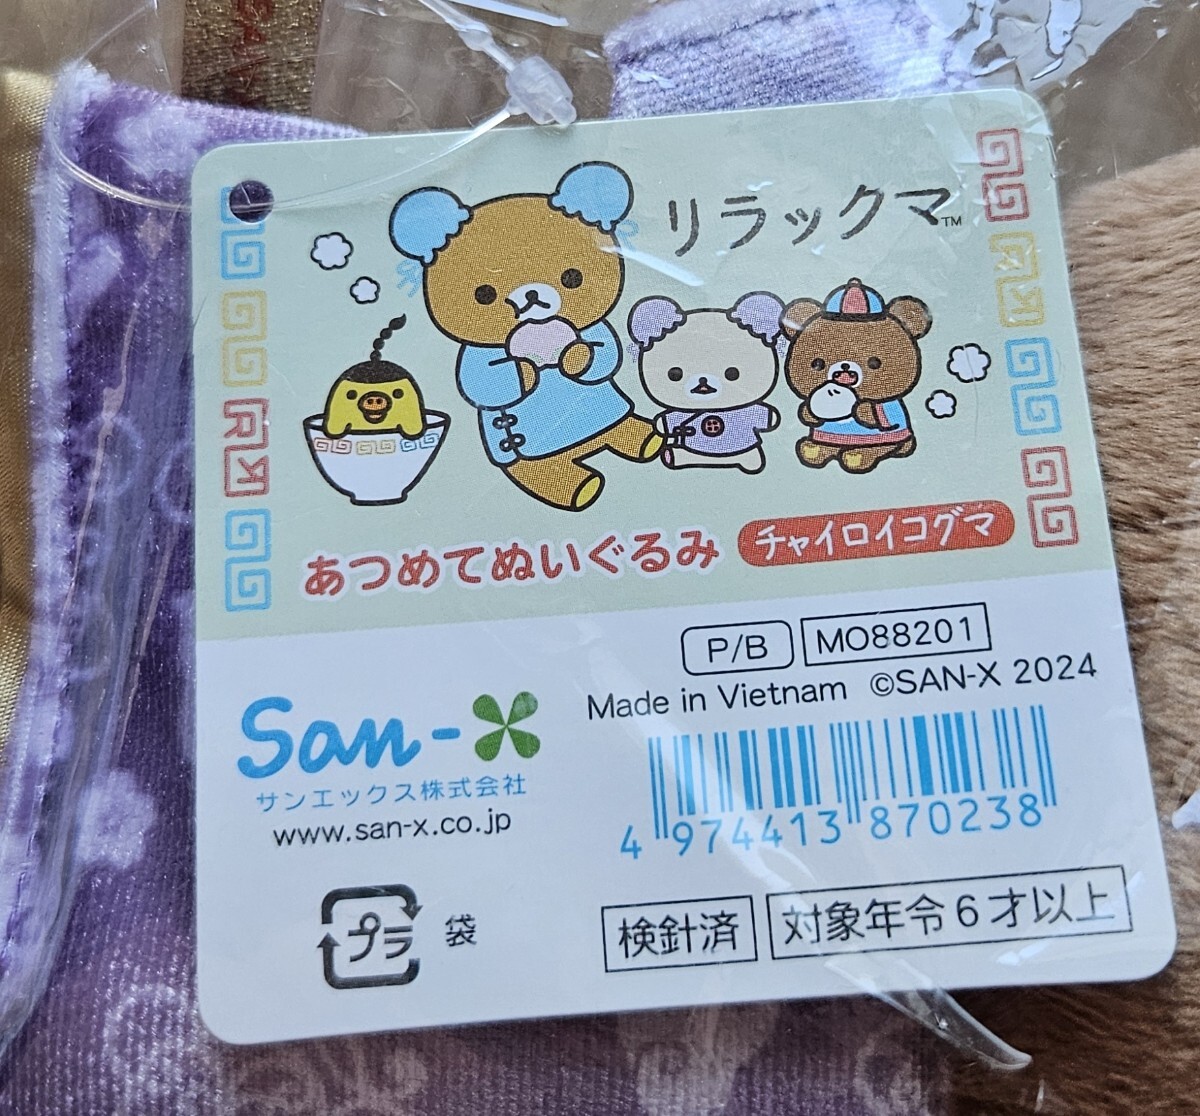 リラックマ™
あつめてぬいぐるみ チャイロイコグマ
P/B MO88201
Made in Vietnam ©SAN-X 2024
San-X
サンエックス株式会社
www.san-x.co.jp
4 974413 870238
プラ 袋
検針済 対象年令6才以上